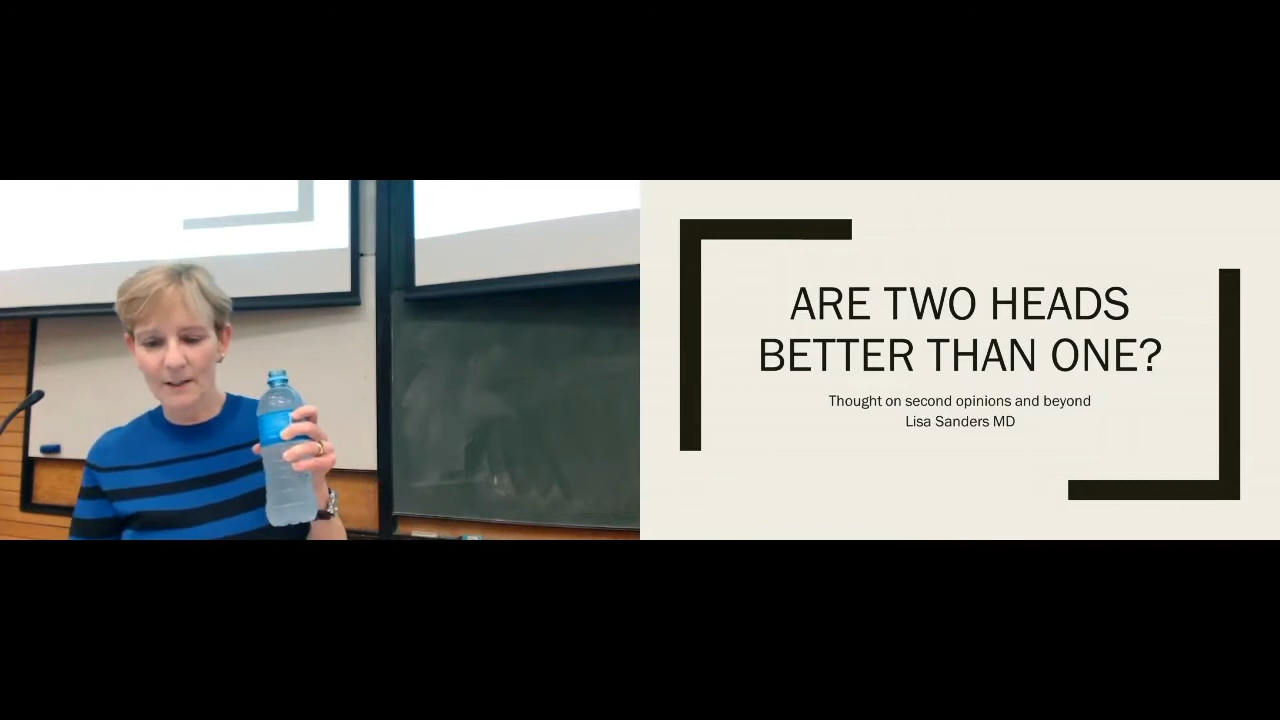 ARE TWO HEADS
BETTER THAN ONE?
Thought on second opinions and beyond
Lisa Sanders MD